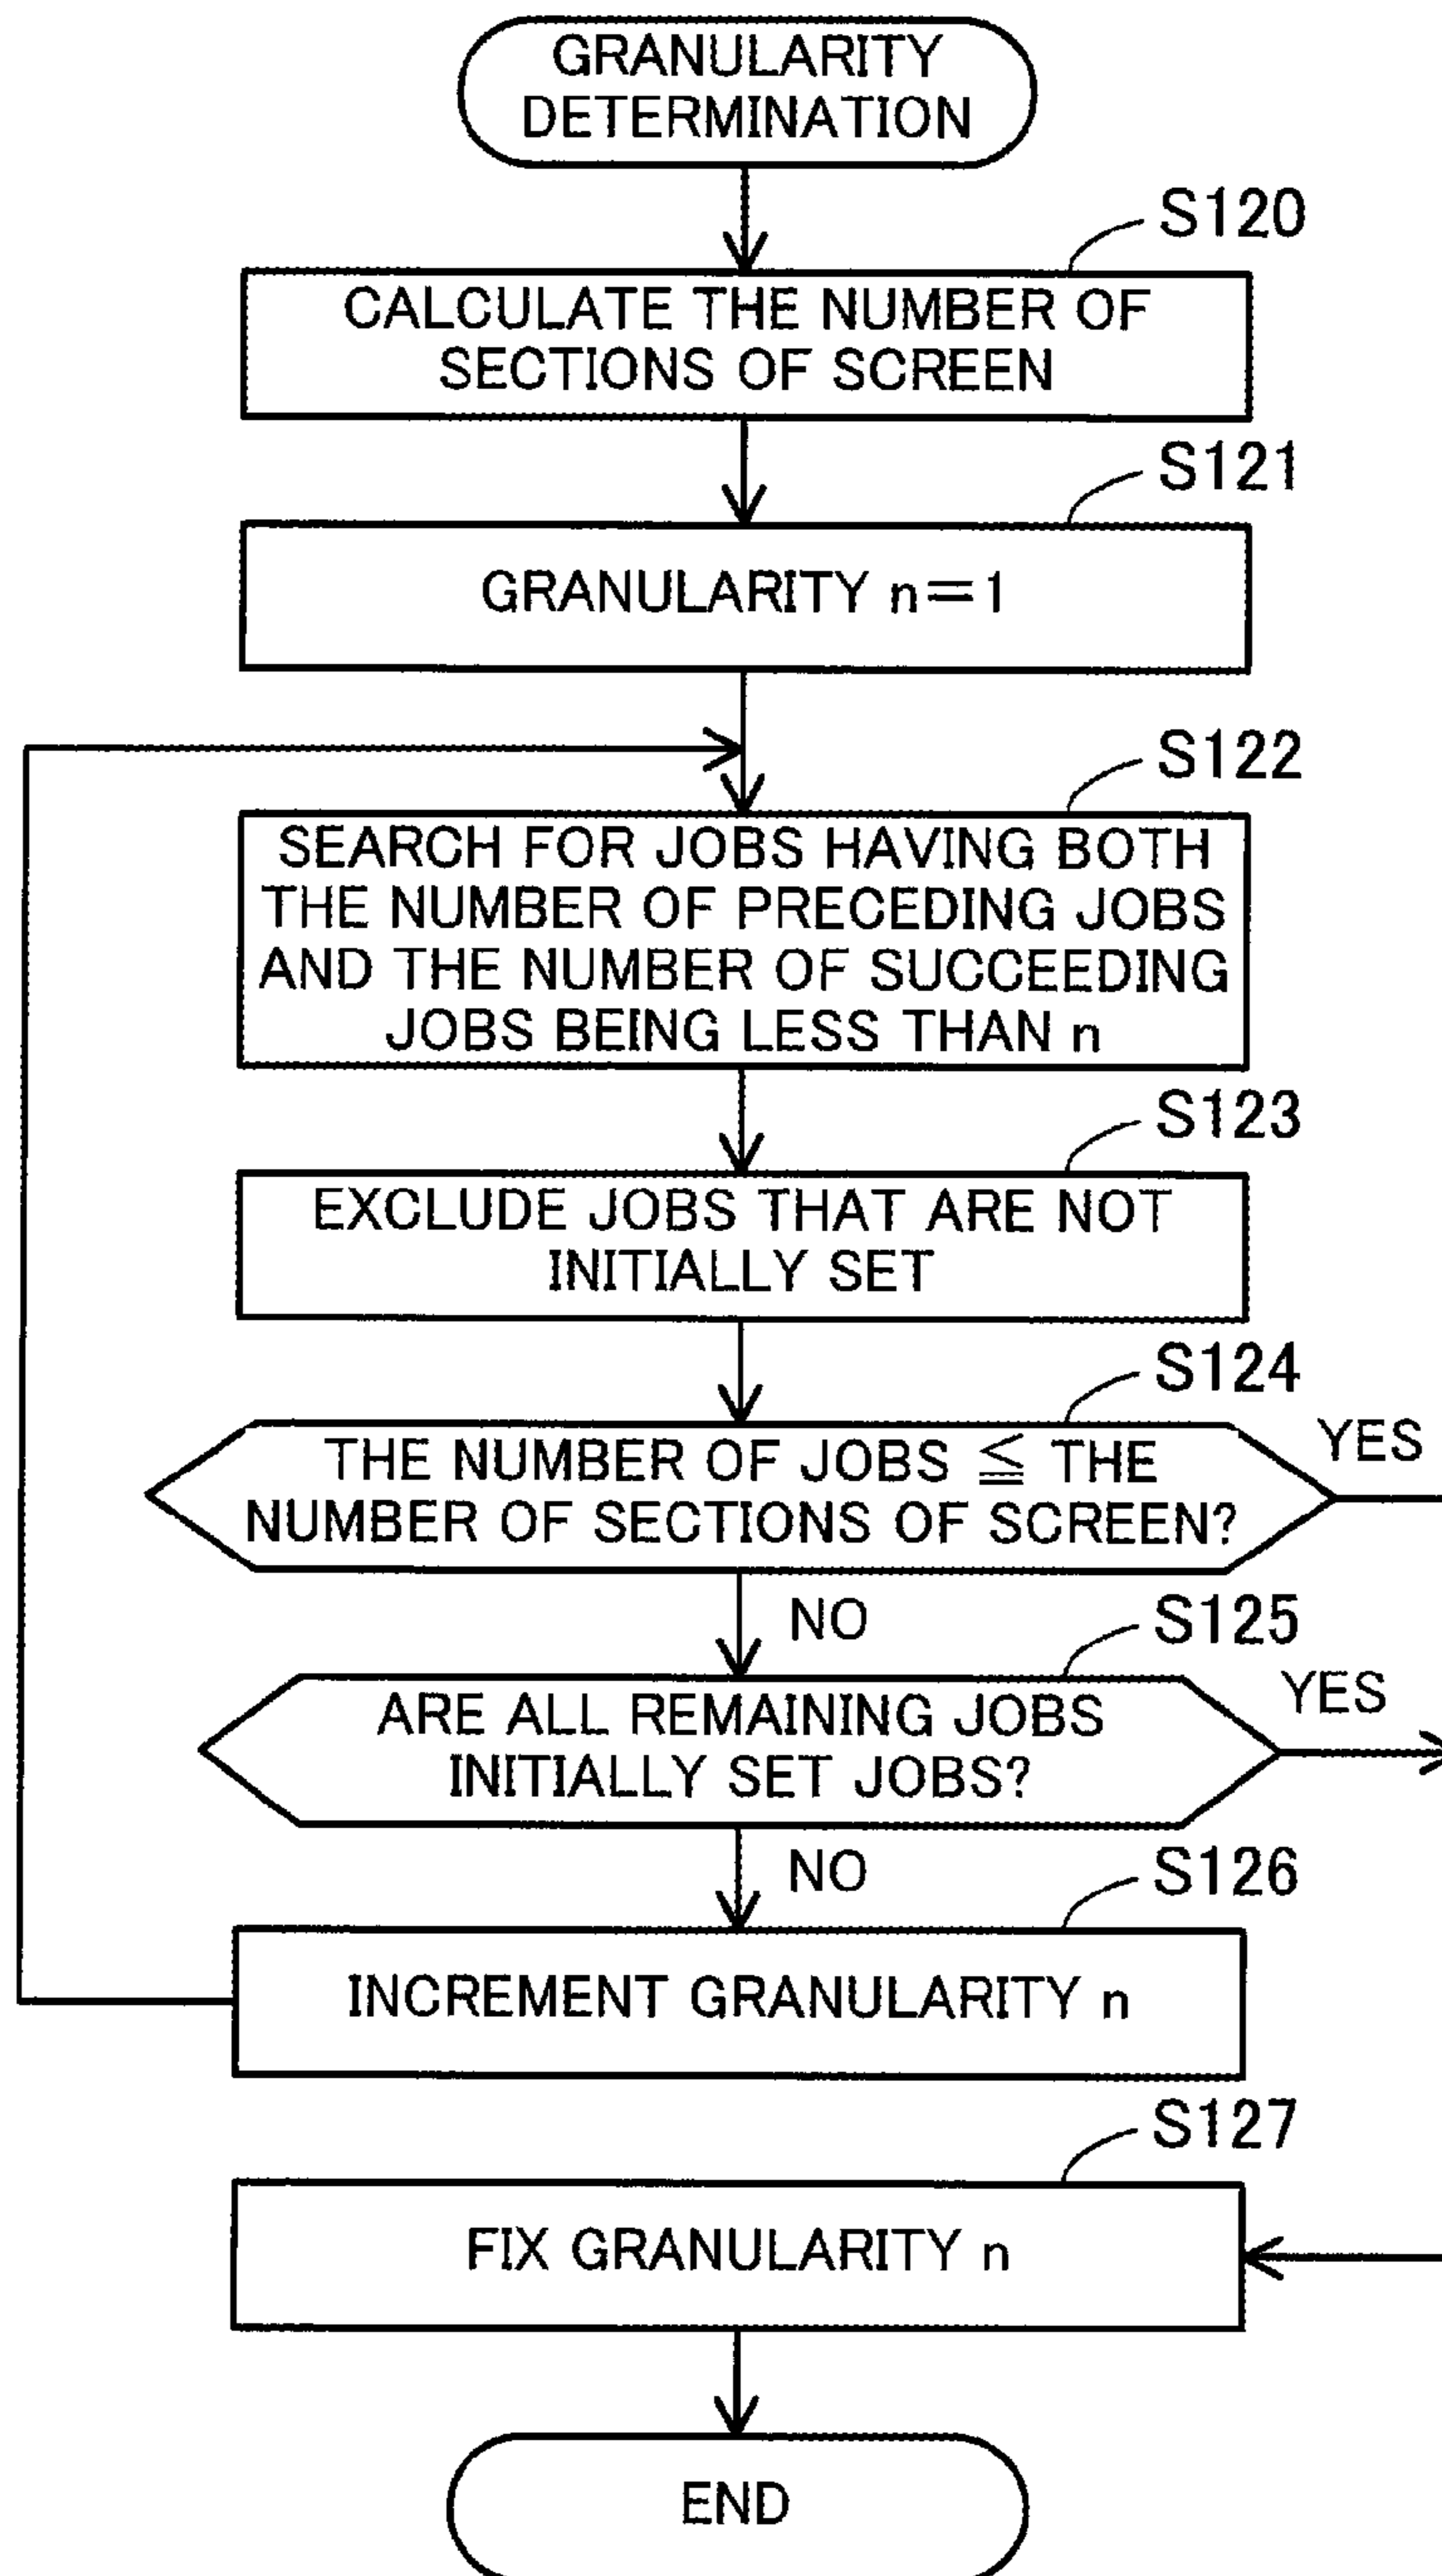 GRANULARITY
DETERMINATION
S120
CALCULATE THE NUMBER OF
SECTIONS OF SCREEN
S121
GRANULARITY n=1
S122
SEARCH FOR JOBS HAVING BOTH
THE NUMBER OF PRECEDING JOBS
AND THE NUMBER OF SUCCEEDING
JOBS BEING LESS THAN n
S123
EXCLUDE JOBS THAT ARE NOT
INITIALLY SET
S124
THE NUMBER OF JOBS ≦ THE
NUMBER OF SECTIONS OF SCREEN?
YES
NO
S125
ARE ALL REMAINING JOBS
INITIALLY SET JOBS?
YES
NO
S126
INCREMENT GRANULARITY n
S127
FIX GRANULARITY n
END